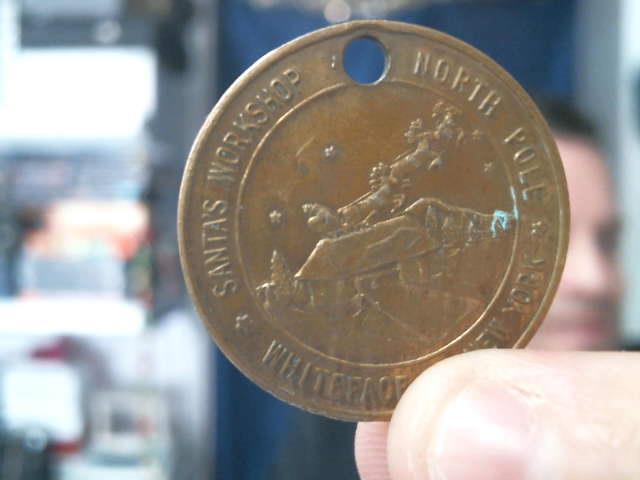 SANTA'S WORKSHOP : NORTH POLE
WHITEFACE NEW YORK